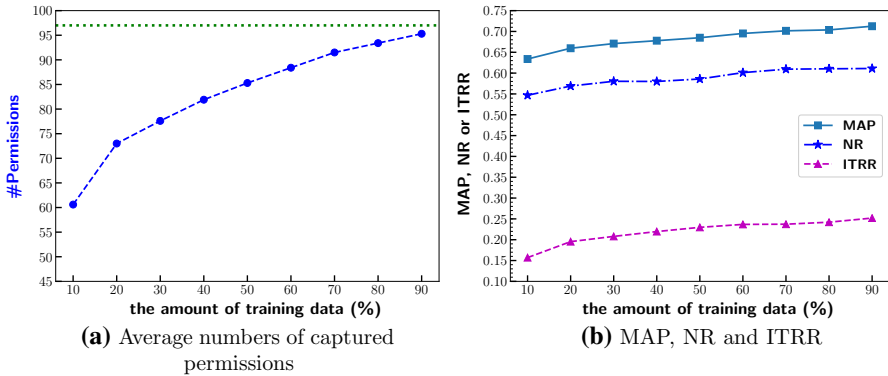 100
95
90
85
80
75
70
65
60
55
50
45
#Permissions
10 20 30 40 50 60 70 80 90
the amount of training data (%)
(a) Average numbers of captured
permissions
0.75
0.70
0.65
0.60
0.55
0.50
0.45
0.40
0.35
0.30
0.25
0.20
0.15
0.10
MAP, NR or ITRR
MAP
NR
ITRR
10 20 30 40 50 60 70 80 90
the amount of training data (%)
(b) MAP, NR and ITRR